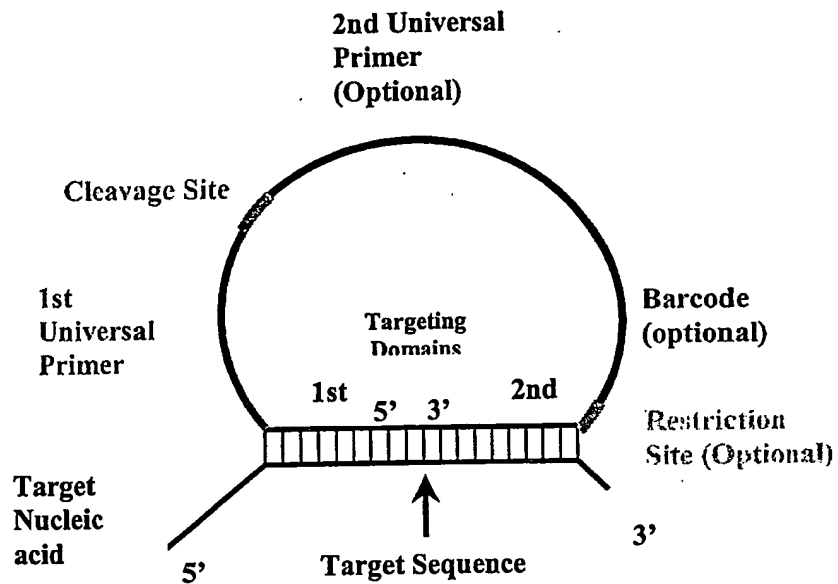 2nd Universal
Primer
(Optional)
Cleavage Site
1st
Universal
Primer
Targeting
Domains
Barcode
(optional)
1st
5’
3’
2nd
Restriction
Site (Optional)
Target
Nucleic
acid
5’
Target Sequence
3’